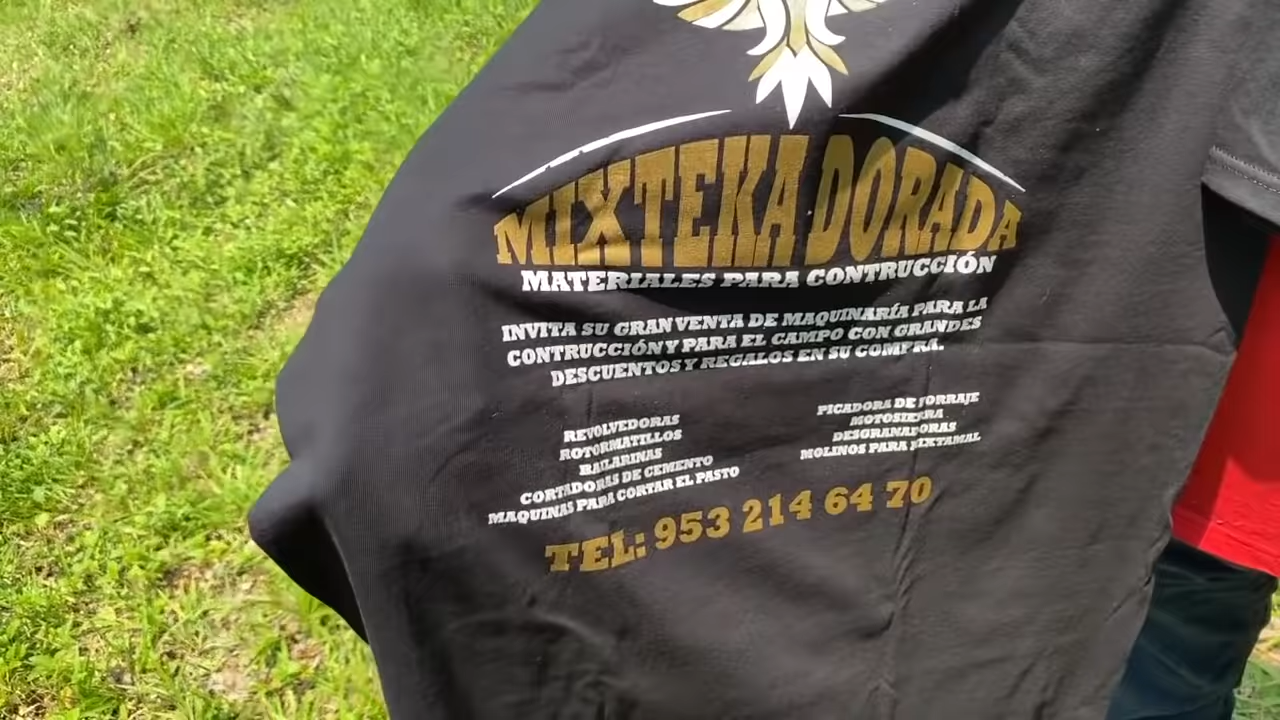 MIXTEKA DORADA
MATERIALES PARA CONTRUCCIÓN
INVITA SU GRAN VENTA DE MAQUINARÍA PARA LA
CONTRUCCIÓN Y PARA EL CAMPO CON GRANDES
DESCUENTOS Y REGALOS EN SU COMPRA.
REVOLVEDORAS
ROTORMATILLOS
BAILARINAS
CORTADORAS DE CEMENTO
MAQUINAS PARA CORTAR EL PASTO
PICADORA DE FORRAJE
MOTOSIERRA
DESGRANADORAS
MOLINOS PARA NIXTAMAL
TEL: 953 214 64 70